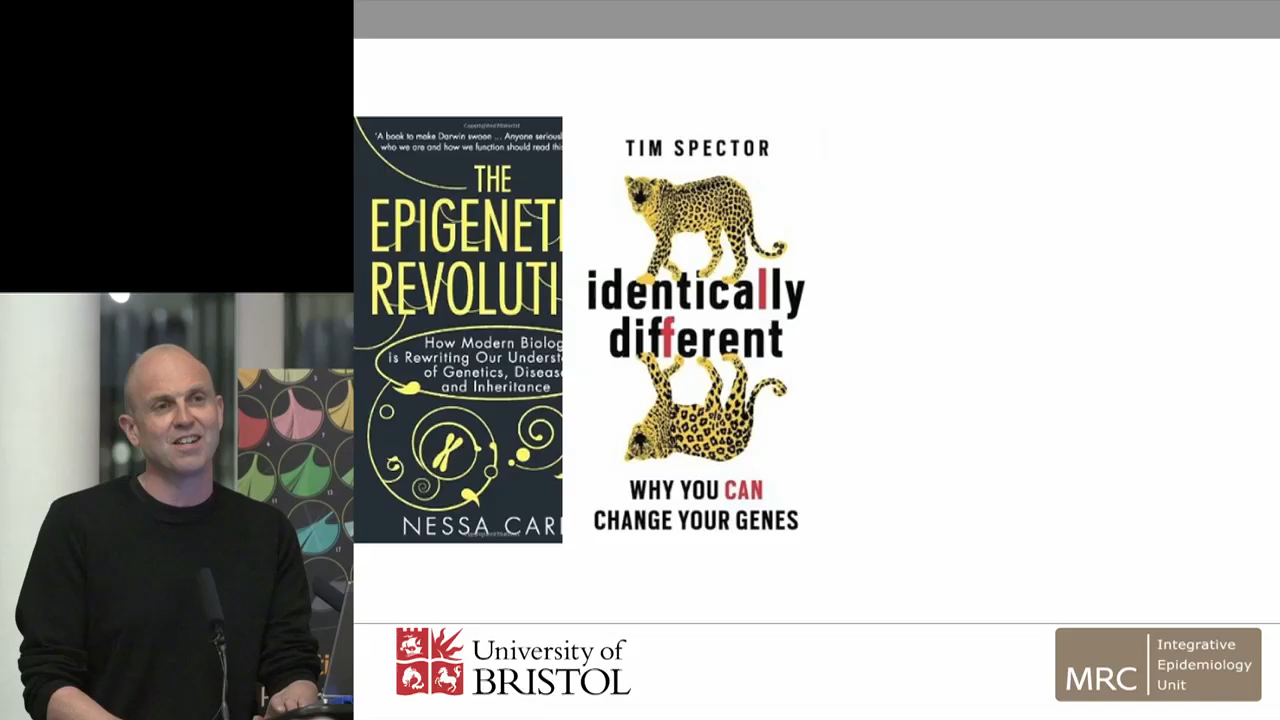 'A book to make Darwin swoon ... Anyone serious
who we are and how we function should read this
THE
EPIGENETI
REVOLUTI
How Modern Biolog
is Rewriting Our Underst
of Genetics, Disease
and Inheritance
NESSA CAR
TIM SPECTOR
identically
different
WHY YOU CAN
CHANGE YOUR GENES
University of
BRISTOL
MRC
Integrative
Epidemiology
Unit